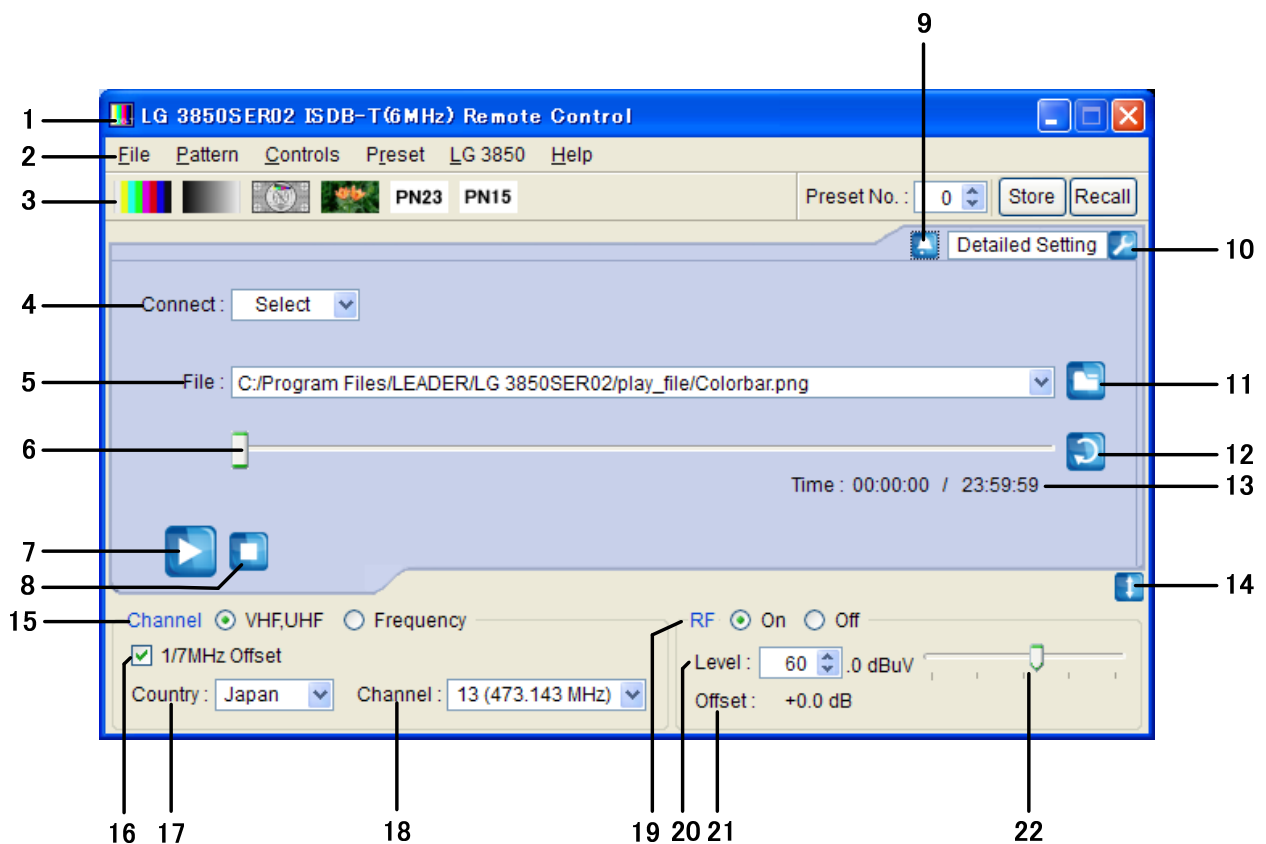 9
1 LG 3850SER02 ISDB-T(6MHz) Remote Control
2 File Pattern Controls Preset LG 3850 Help
3 PN23 PN15 Preset No. : 0 Store Recall
Detailed Setting 10
4 Connect : Select
5 File : C:/Program Files/LEADER/LG 3850SER02/play_file/Colorbar.png 11
6 12
Time : 00:00:00 / 23:59:59 13
7
8 14
15 Channel VHF,UHF Frequency RF On Off
1/7MHz Offset Level : 60 .0 dBuV
Country : Japan Channel : 13 (473.143 MHz) Offset : +0.0 dB
16 17 18 19 20 21 22